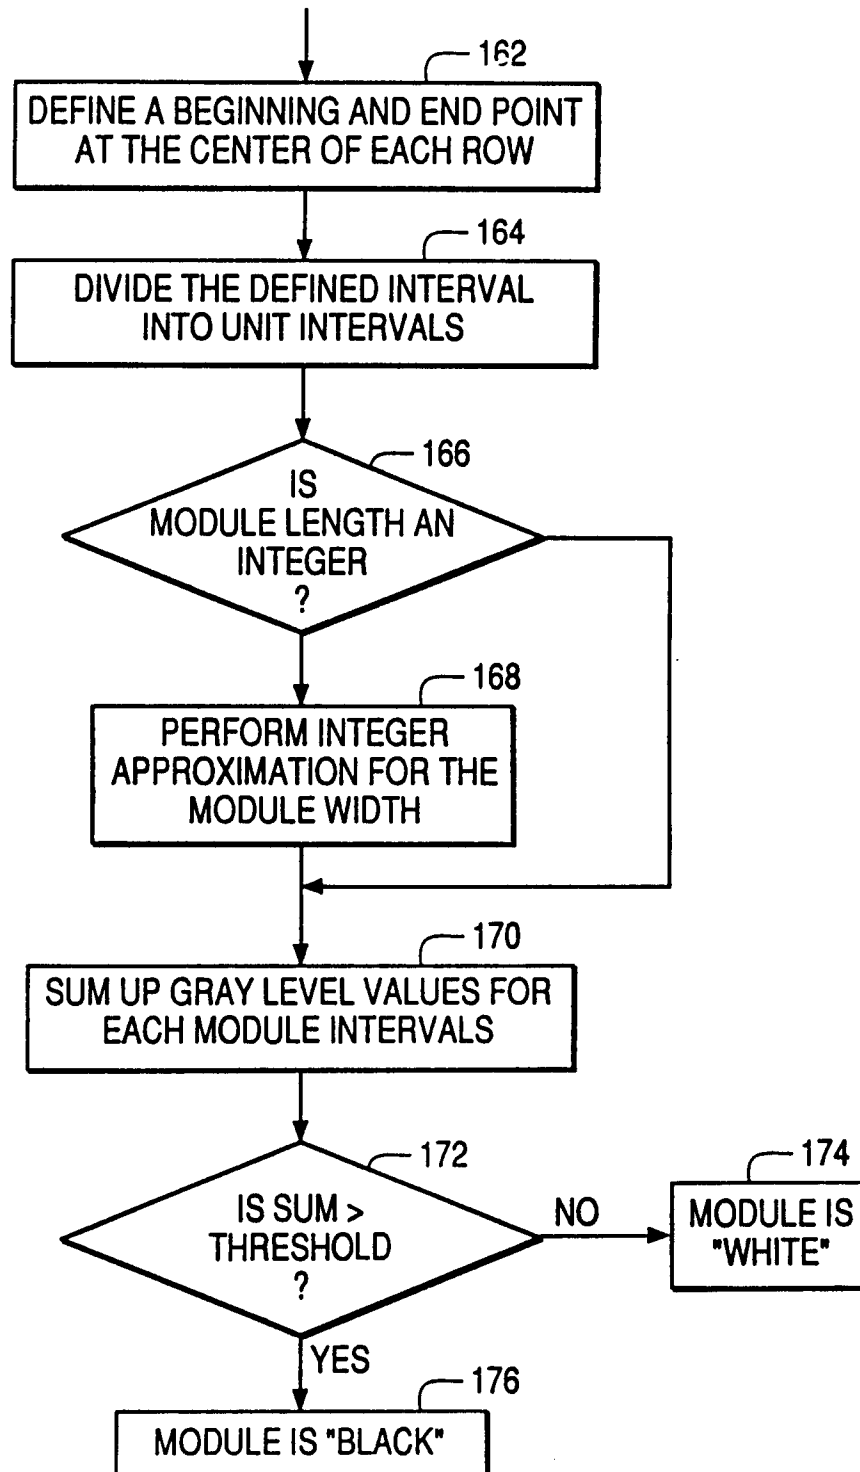 162
DEFINE A BEGINNING AND END POINT
AT THE CENTER OF EACH ROW
164
DIVIDE THE DEFINED INTERVAL
INTO UNIT INTERVALS
166
IS
MODULE LENGTH AN
INTEGER
?
168
PERFORM INTEGER
APPROXIMATION FOR THE
MODULE WIDTH
170
SUM UP GRAY LEVEL VALUES FOR
EACH MODULE INTERVALS
172
IS SUM >
THRESHOLD
?
NO
174
MODULE IS
"WHITE"
YES
176
MODULE IS "BLACK"